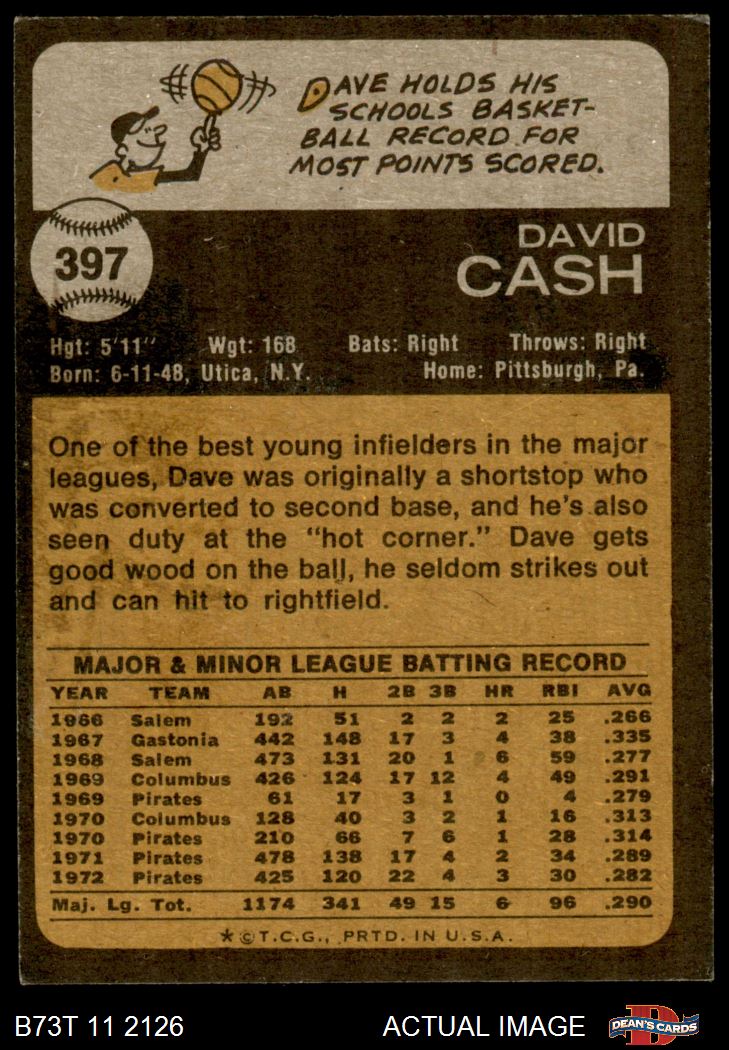 DAVE HOLDS HIS
SCHOOLS BASKET-
BALL RECORD FOR
MOST POINTS SCORED.
397
DAVID
CASH
Hgt: 5'11" Wgt: 168 Bats: Right Throws: Right
Born: 6-11-48, Utica, N.Y. Home: Pittsburgh, Pa.
One of the best young infielders in the major
leagues, Dave was originally a shortstop who
was converted to second base, and he's also
seen duty at the "hot corner." Dave gets
good wood on the ball, he seldom strikes out
and can hit to rightfield.
MAJOR & MINOR LEAGUE BATTING RECORD
YEAR TEAM AB H 2B 3B HR RBI AVG
1966 Salem 192 51 2 2 2 25 .266
1967 Gastonia 442 148 17 3 4 38 .335
1968 Salem 473 131 20 1 6 59 .277
1969 Columbus 426 124 17 12 4 49 .291
1969 Pirates 61 17 3 1 0 4 .279
1970 Columbus 128 40 3 2 1 16 .313
1970 Pirates 210 66 7 6 1 28 .314
1971 Pirates 478 138 17 4 2 34 .289
1972 Pirates 425 120 22 4 3 30 .282
Maj. Lg. Tot. 1174 341 49 15 6 96 .290
★ © T.C.G., PRTD. IN U.S.A.
B73T 11 2126 ACTUAL IMAGE DEAN'S CARDS